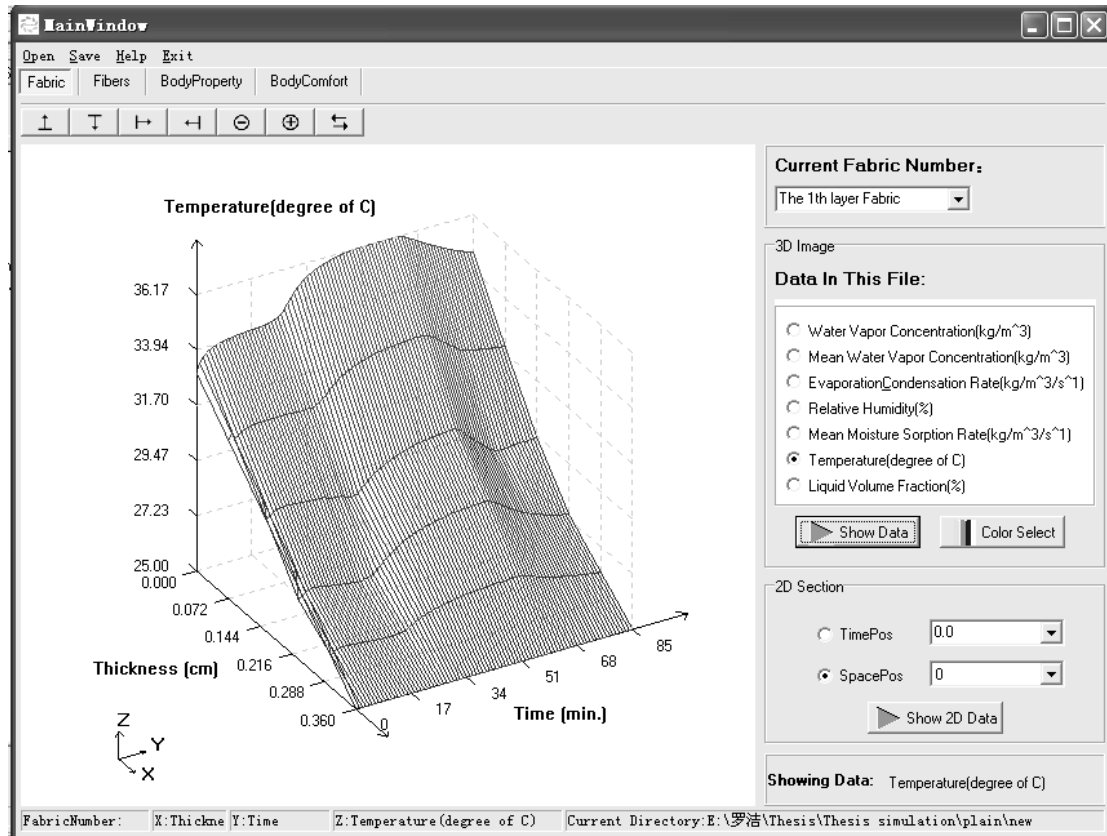 MainWindow
Open Save Help Exit
Fabric Fibers BodyProperty BodyComfort
Temperature(degree of C)
36.17
33.94
31.70
29.47
27.23
25.00
0.000
0.072
0.144
0.216
0.288
0.360
Thickness (cm)
0
17
34
51
68
85
Time (min.)
Z
Y
X
Current Fabric Number:
The 1th layer Fabric
3D Image
Data In This File:
Water Vapor Concentration(kg/m^3)
Mean Water Vapor Concentration(kg/m^3)
EvaporationCondensation Rate(kg/m^3/s^1)
Relative Humidity(%)
Mean Moisture Sorption Rate(kg/m^3/s^1)
Temperature(degree of C)
Liquid Volume Fraction(%)
Show Data Color Select
2D Section
TimePos 0.0
SpacePos 0
Show 2D Data
Showing Data: Temperature(degree of C)
FabricNumber: X:Thickne Y:Time Z:Temperature(degree of C) Current Directory:E:\罗洁\Thesis\Thesis simulation\plain\new